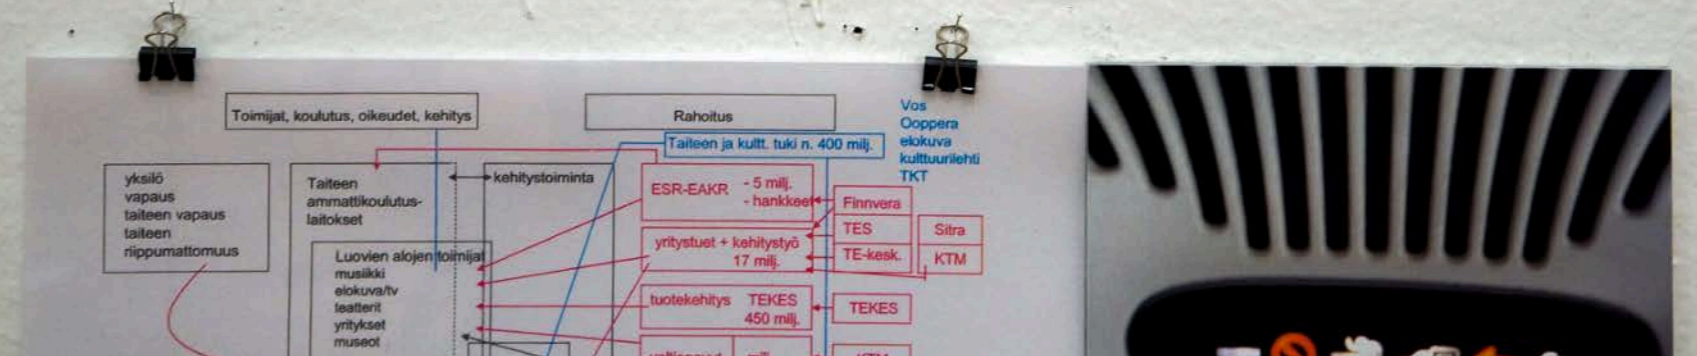 Toimijat, koulutus, oikeudet, kehitys
Rahoitus
Vos
Ooppera
elokuva
kulttuurilehti
TKT
Taiteen ja kultt. tuki n. 400 milj.
yksilö
vapaus
taiteen vapaus
taiteen
riippumattomuus
Taiteen
ammattikoulutus-
laitokset
kehitystoiminta
ESR-EAKR - 5 milj.
- hankkeet
Finnvera
TES
TE-kesk.
Sitra
KTM
yritystuet + kehitystyö
17 milj.
Luovien alojen toimijat
musiikki
elokuva/tv
teatterit
yritykset
museot
tuotekehitys TEKES
450 milj.
TEKES
KTM